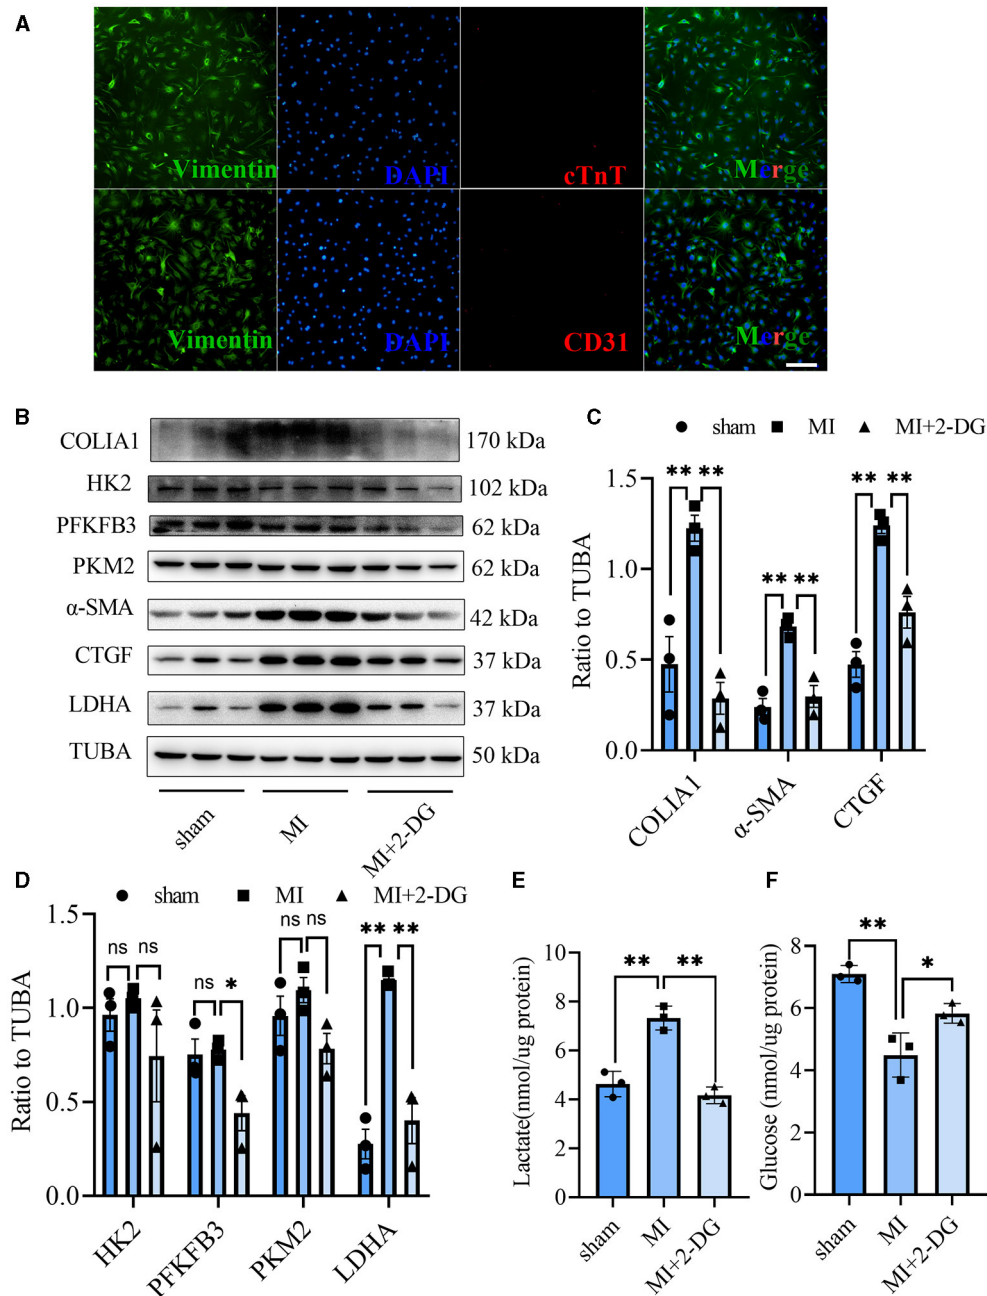 A
Vimentin DAPI cTnT Merge
Vimentin DAPI CD31 Merge
B
COLIA1 170 kDa
HK2 102 kDa
PFKFB3 62 kDa
PKM2 62 kDa
α-SMA 42 kDa
CTGF 37 kDa
LDHA 37 kDa
TUBA 50 kDa
sham MI MI+2-DG
C
sham MI MI+2-DG
Ratio to TUBA
1.5
1.0
0.5
0.0
** ** ** ** ** **
COLIA1 α-SMA CTGF
D
sham MI MI+2-DG
Ratio to TUBA
1.5
1.0
0.5
0.0
ns ns ns * ns ns ** **
HK2 PFKFB3 PKM2 LDHA
E
Lactate(nmol/ug protein)
10
8
6
4
2
0
** **
sham MI MI+2-DG
F
Glucose (nmol/ug protein)
8
6
4
2
0
** *
sham MI MI+2-DG